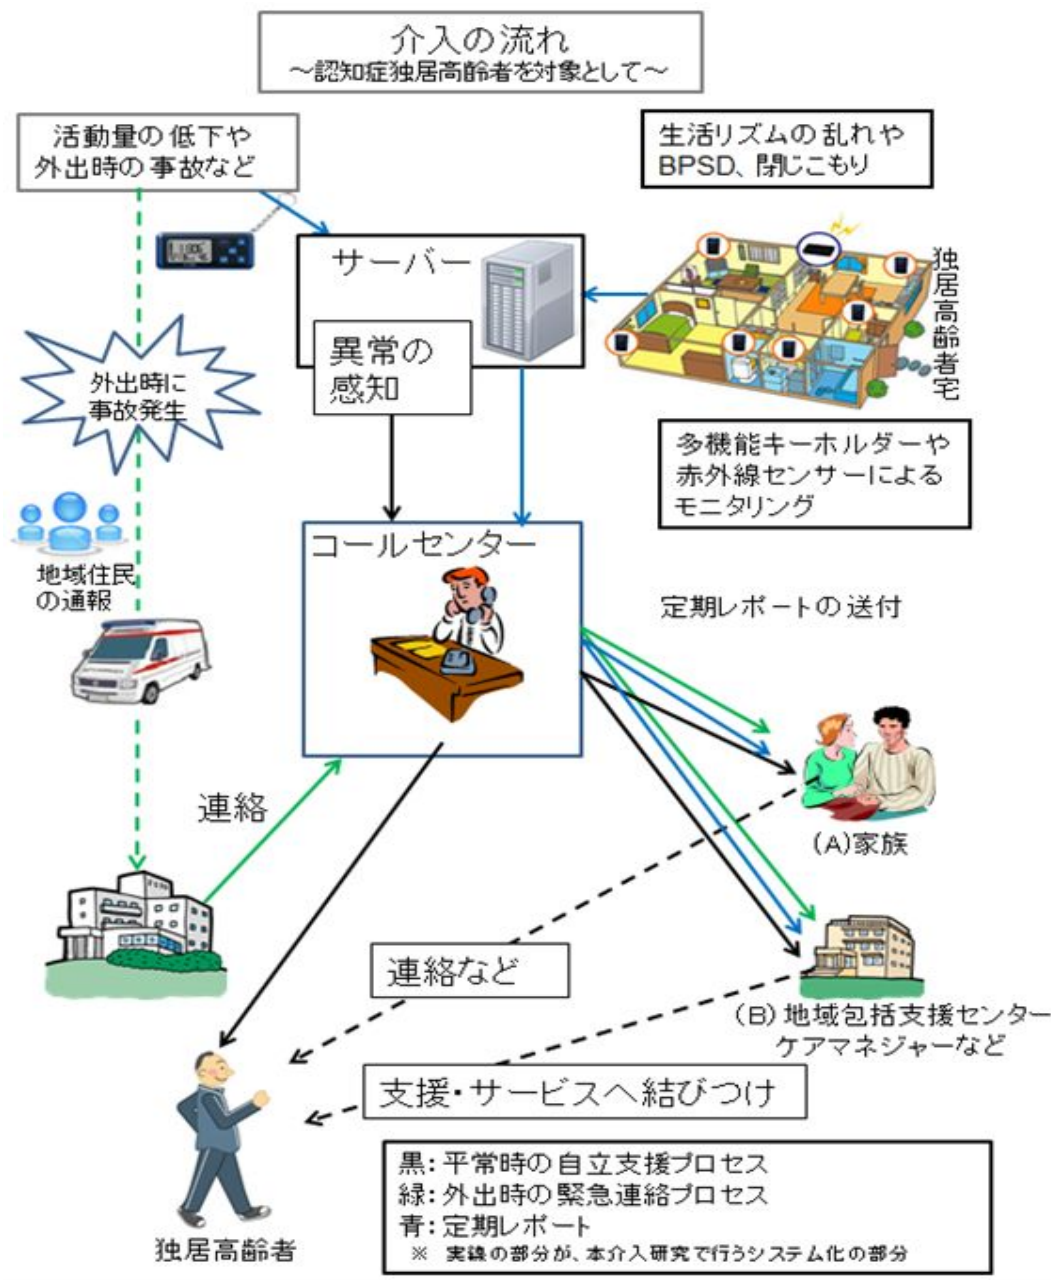 介入の流れ
～認知症独居高齢者を対象として～
活動量の低下や
外出時の事故など
生活リズムの乱れや
BPSD、閉じこもり
サーバー
異常の
感知
独居高齢者宅
外出時に
事故発生
多機能キーホルダーや
赤外線センサーによる
モニタリング
地域住民
の通報
コールセンター
定期レポートの送付
連絡
(A)家族
連絡など
(B)地域包括支援センター
ケアマネジャーなど
支援・サービスへ結びつけ
独居高齢者
黒：平常時の自立支援プロセス
緑：外出時の緊急連絡プロセス
青：定期レポート
※ 実線の部分が、本介入研究で行うシステム化の部分